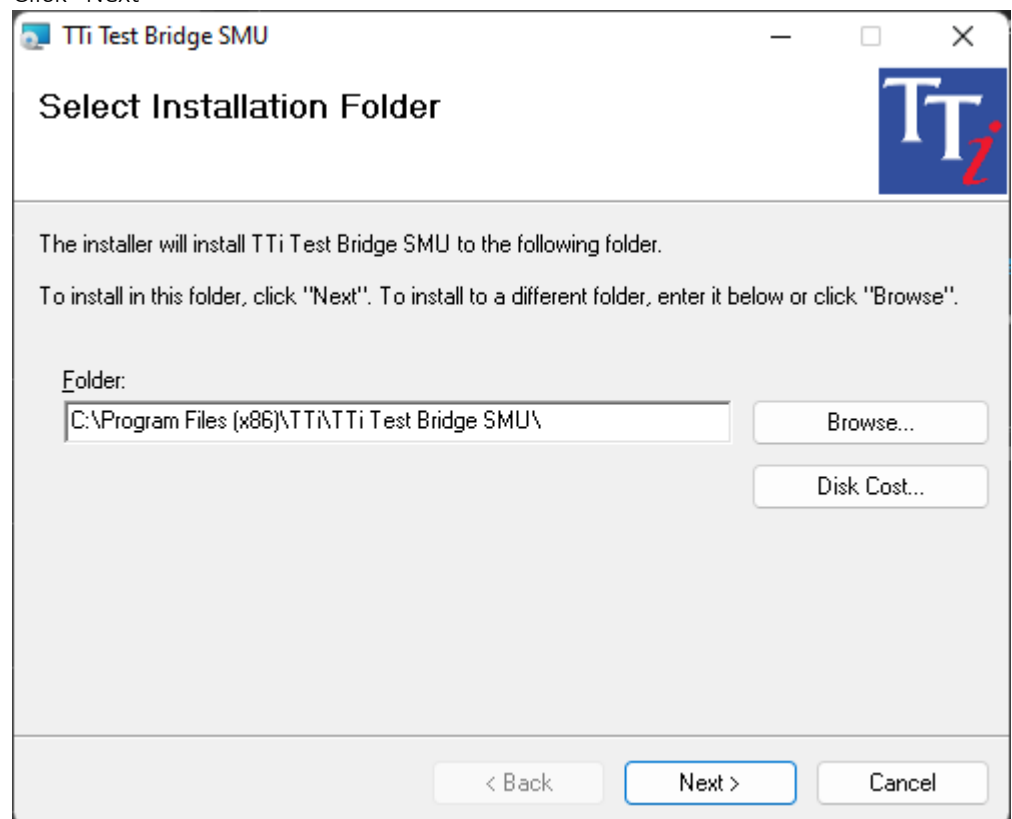 Click "Next"
TTi Test Bridge SMU
Select Installation Folder
TTi
The installer will install TTi Test Bridge SMU to the following folder.
To install in this folder, click "Next". To install to a different folder, enter it below or click "Browse".
Folder:
C:\Program Files (x86)\TTi\TTi Test Bridge SMU\
Browse...
Disk Cost...
< Back
Next >
Cancel